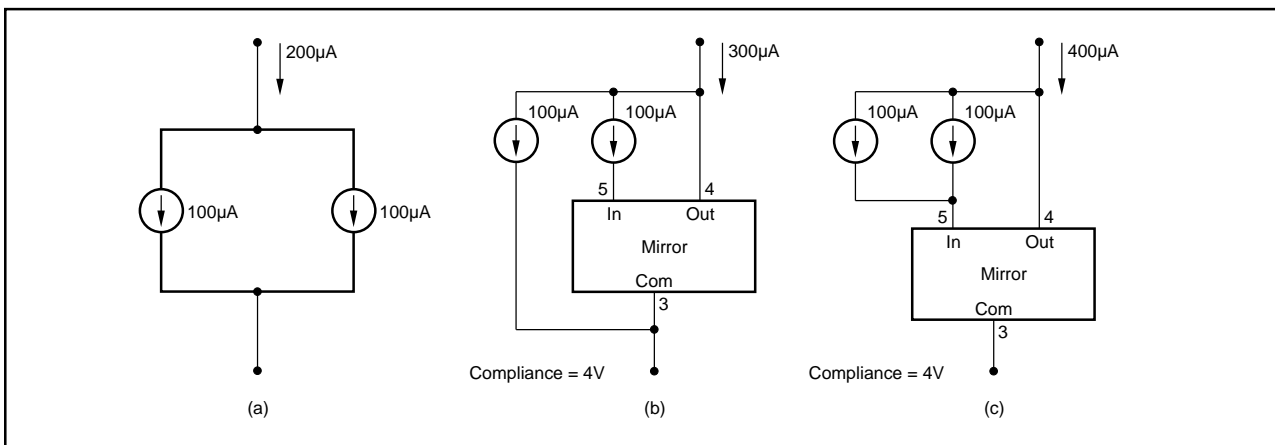 200µA
100µA
100µA
(a)
300µA
100µA
100µA
5
4
In
Out
Mirror
Com
3
Compliance = 4V
(b)
400µA
100µA
100µA
5
4
In
Out
Mirror
Com
3
Compliance = 4V
(c)